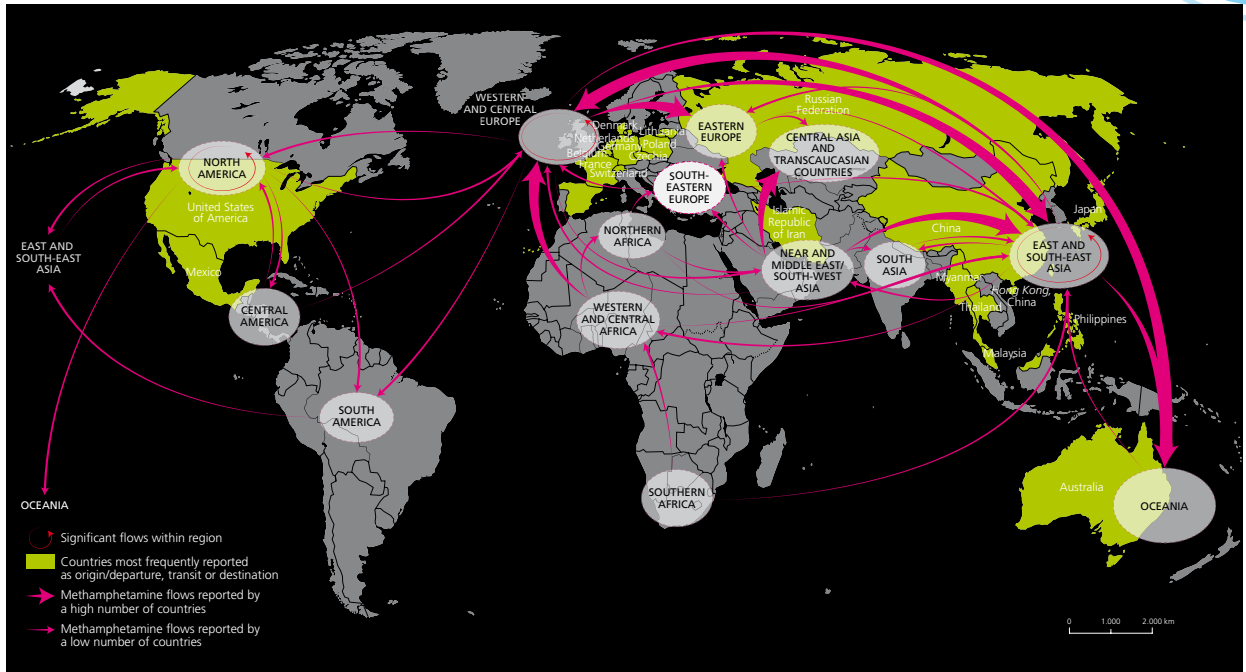 WESTERN
AND CENTRAL
EUROPE
Denmark
Netherlands
Lithuania
Germany
Poland
Belgium
Czechia
France
Switzerland
EASTERN
EUROPE
Russian
Federation
CENTRAL ASIA
AND
TRANSCAUCASIAN
COUNTRIES
NORTH
AMERICA
United States
of America
SOUTH-
EASTERN
EUROPE
Islamic
Republic
of Iran
Japan
China
EAST AND
SOUTH-EAST
ASIA
NORTHERN
AFRICA
NEAR AND
MIDDLE EAST/
SOUTH-WEST
ASIA
SOUTH
ASIA
EAST AND
SOUTH-EAST
ASIA
Mexico
Myanmar
Hong Kong,
China
Thailand
Philippines
CENTRAL
AMERICA
WESTERN
AND CENTRAL
AFRICA
Malaysia
SOUTH
AMERICA
SOUTHERN
AFRICA
Australia
OCEANIA
OCEANIA
Significant flows within region
Countries most frequently reported
as origin/departure, transit or destination
Methamphetamine flows reported by
a high number of countries
Methamphetamine flows reported by
a low number of countries
0 1.000 2.000 km